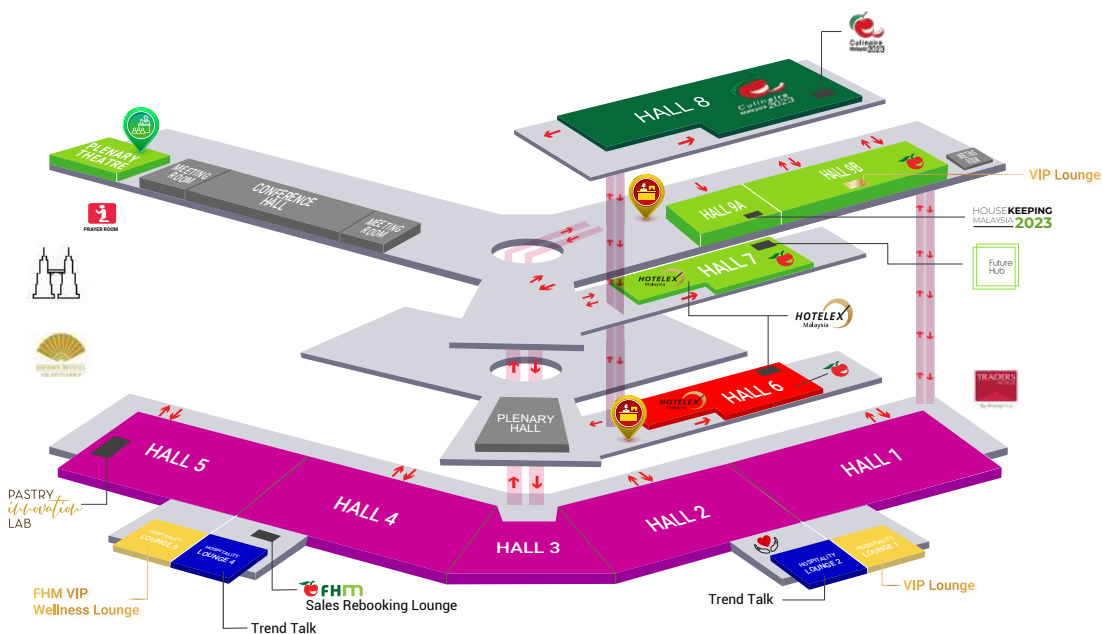 Culinaire
Malaysia 2023
HALL 8
Culinaire
Malaysia
2023
PLENARY
THEATRE
MEETING
ROOM
CONFERENCE
HALL
MEETING
ROOM
PRAYER ROOM
HALL 9A
HALL 9B
MEETING
ROOM
VIP Lounge
HOUSEKEEPING
MALAYSIA 2023
HALL 7
HOTELEX
Malaysia
Future
Hub
HOTELEX
Malaysia
HALL 6
HOTELEX
Malaysia
TRADERS
PLENARY
HALL
HALL 5
HALL 4
HALL 3
HALL 2
HALL 1
PASTRY
innovation
LAB
HOSPITALITY
LOUNGE 5
HOSPITALITY
LOUNGE 4
HOSPITALITY
LOUNGE 2
HOSPITALITY
LOUNGE 1
FHM VIP
Wellness Lounge
FHM
Sales Rebooking Lounge
Trend Talk
Trend Talk
VIP Lounge